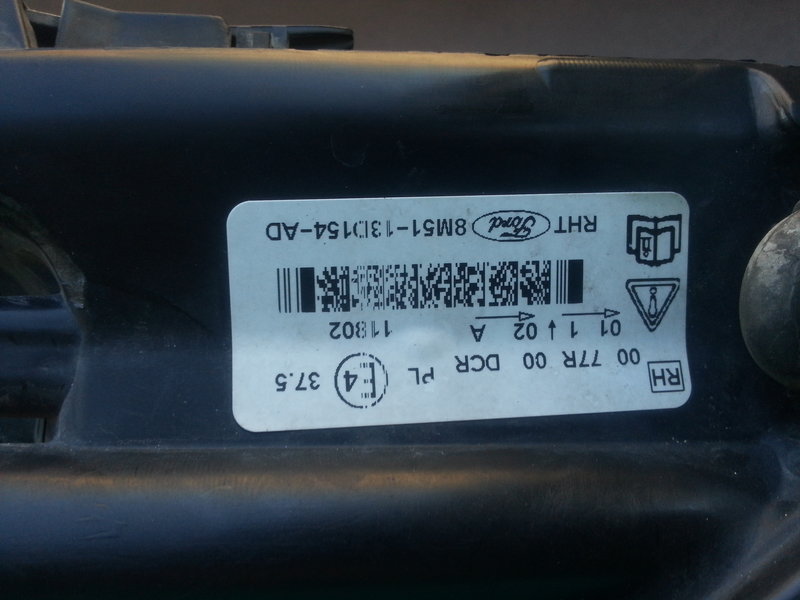 RH 00 77R 00 DCR PL E4 37.5
01 1 02 A 11802
RHT Ford 8M51-13D154-AD